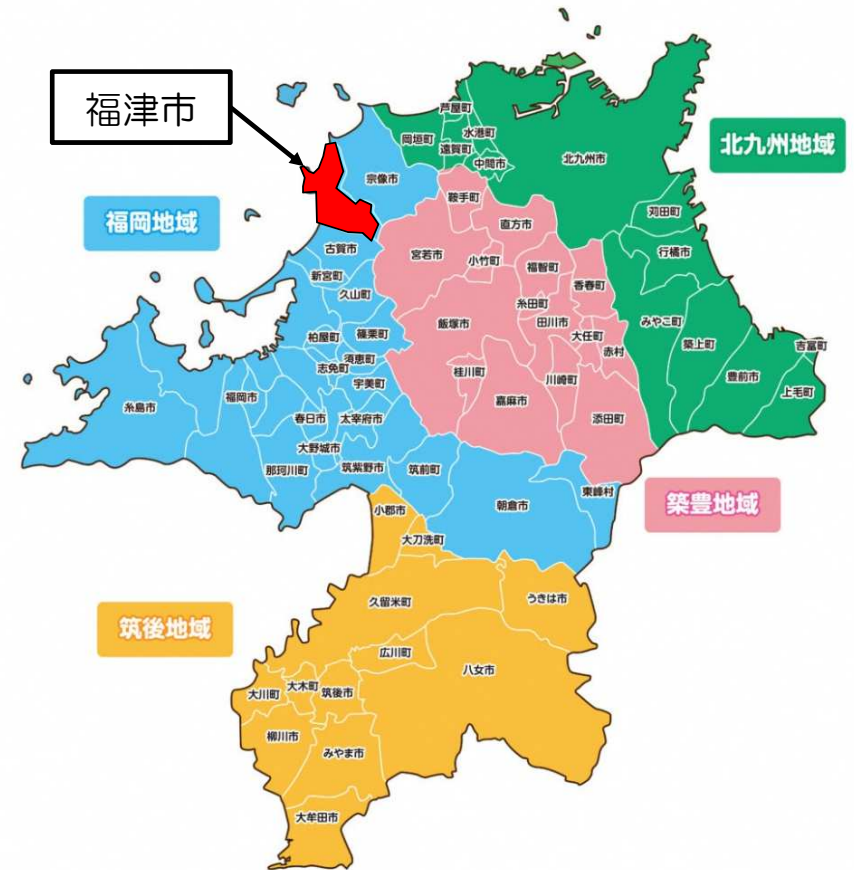 福津市
芦屋町
水港町
岡垣町
遠賀町
中間市
北九州市
北九州地域
宗像市
鞍手町
苅田町
福岡地域
直方市
古賀市
宮若市
小竹町
福智町
行橋市
新宮町
香春町
久山町
糸田町
飯塚市
田川市
みやこ町
柏屋町
篠栗町
大任町
築上町
吉富町
須恵町
赤村
志免町
桂川町
川崎町
豊前市
宇美町
上毛町
糸島市
福岡市
嘉麻市
春日市
太宰府市
添田町
大野城市
那珂川町
筑紫野市
筑前町
東峰村
朝倉市
築豊地域
小郡市
大刀洗町
久留米町
うきは市
筑後地域
広川町
八女市
大川町
大木町
筑後市
柳川市
みやま市
大牟田市